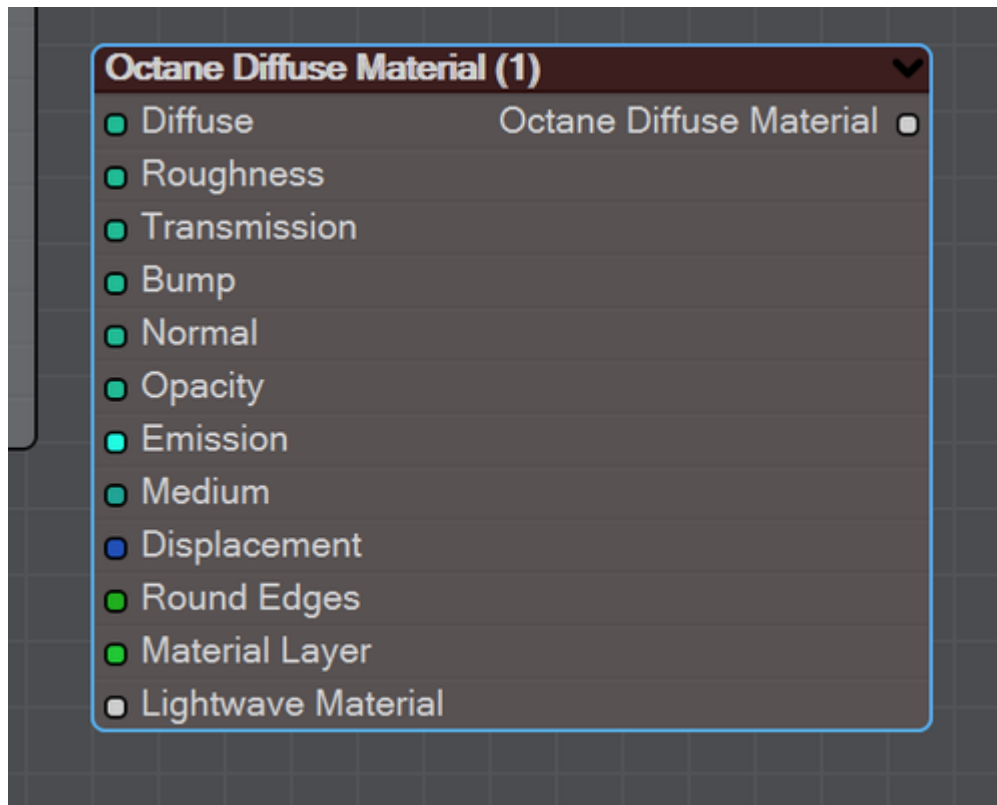 Octane Diffuse Material (1)
Diffuse Octane Diffuse Material
Roughness
Transmission
Bump
Normal
Opacity
Emission
Medium
Displacement
Round Edges
Material Layer
Lightwave Material